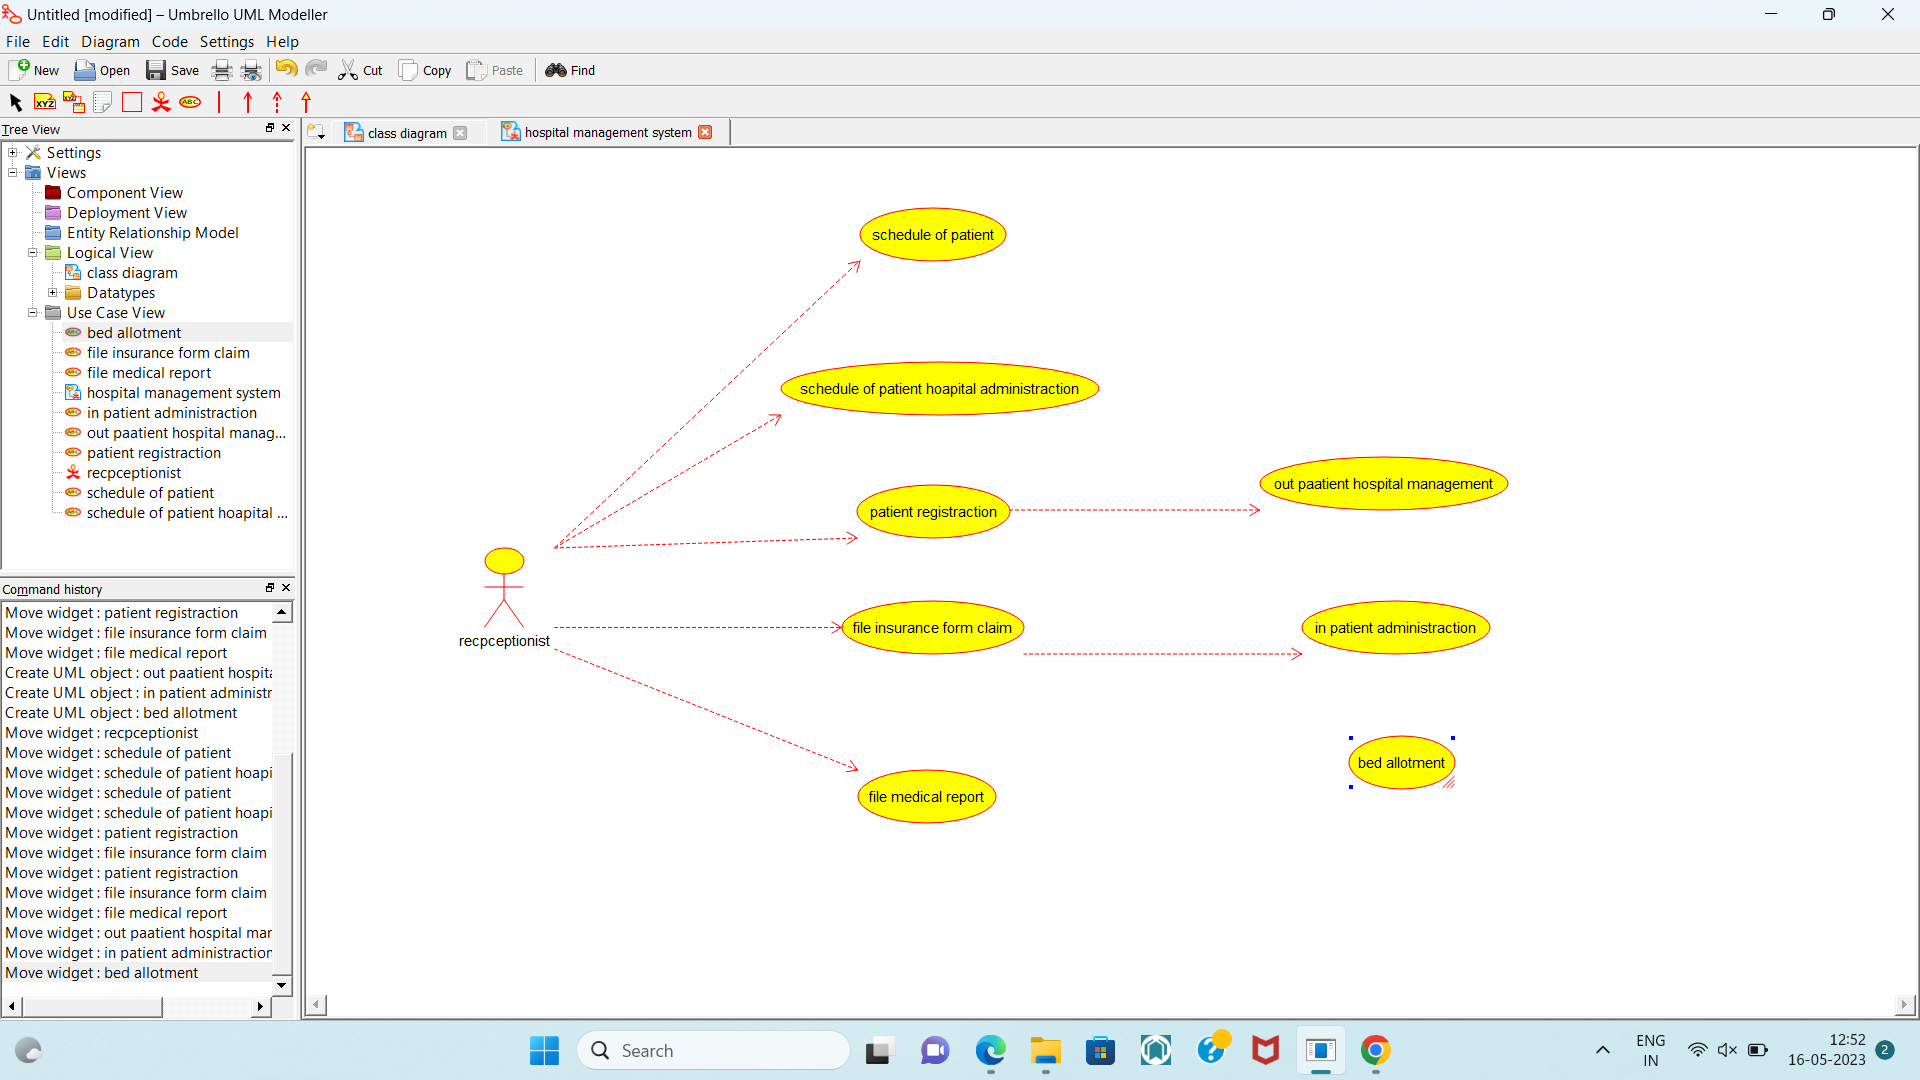 Untitled [modified] – Umbrello UML Modeller
File Edit Diagram Code Settings Help
New Open Save Cut Copy Paste Find
XYZ XYZ ABC
Tree View
class diagram
hospital management system
Settings
Views
Component View
Deployment View
Entity Relationship Model
Logical View
class diagram
Datatypes
Use Case View
bed allotment
file insurance form claim
file medical report
hospital management system
in patient administraction
out paatient hospital manag...
patient registraction
recpceptionist
schedule of patient
schedule of patient hoapital ...
Command history
Move widget : patient registraction
Move widget : file insurance form claim
Move widget : file medical report
Create UML object : out paatient hospita
Create UML object : in patient administr
Create UML object : bed allotment
Move widget : recpceptionist
Move widget : schedule of patient
Move widget : schedule of patient hoapi
Move widget : schedule of patient
Move widget : schedule of patient hoapi
Move widget : patient registraction
Move widget : file insurance form claim
Move widget : patient registraction
Move widget : file insurance form claim
Move widget : file medical report
Move widget : out paatient hospital mar
Move widget : in patient administraction
Move widget : bed allotment
schedule of patient
schedule of patient hoapital administraction
out paatient hospital management
patient registraction
recpceptionist
file insurance form claim
in patient administraction
bed allotment
file medical report
Search
ENG
IN
12:52
16-05-2023
2